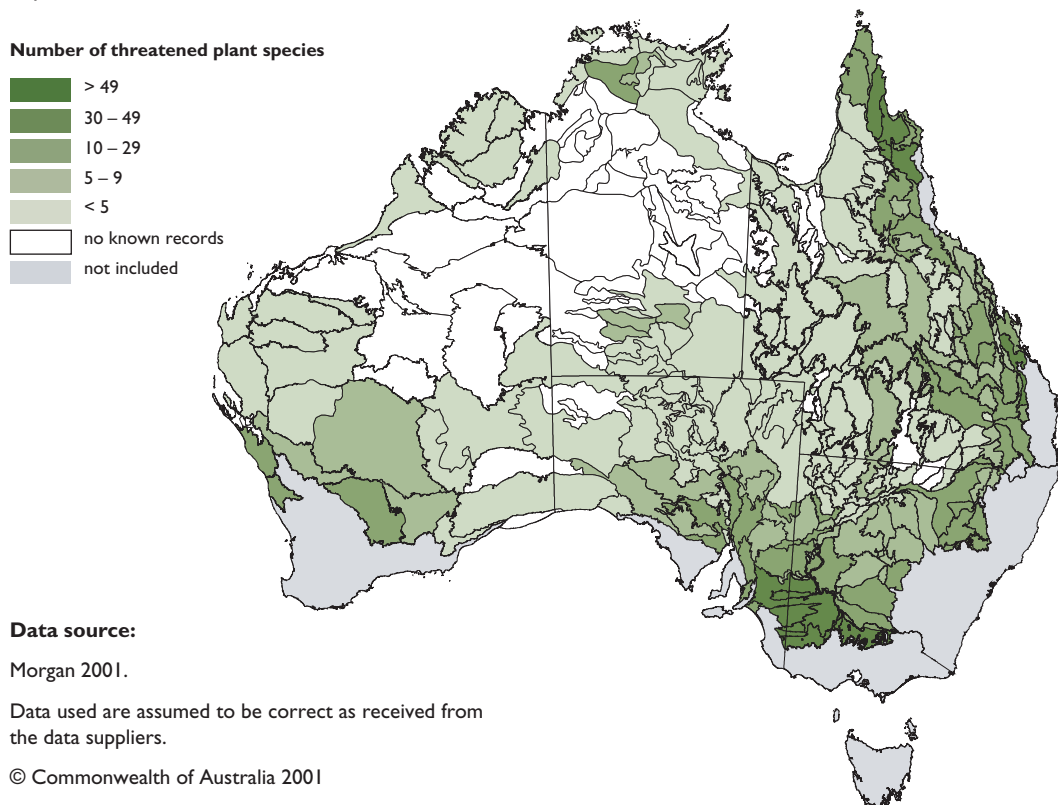 Number of threatened plant species
> 49
30 – 49
10 – 29
5 – 9
< 5
no known records
not included
Data source:
Morgan 2001.
Data used are assumed to be correct as received from
the data suppliers.
© Commonwealth of Australia 2001